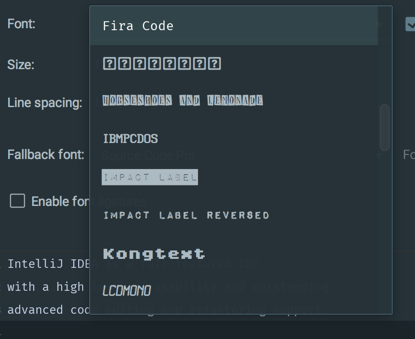 Font:
Fira Code
Size:
HORSESHOES AND LEMONADE
Line spacing:
IBMPCDOS
Fallback font:
Fo
IMPACT LABEL
Enable fon
IMPACT LABEL REVERSED
Kongtext
IntelliJ IDE
with a high
LCDMONO
advanced cod